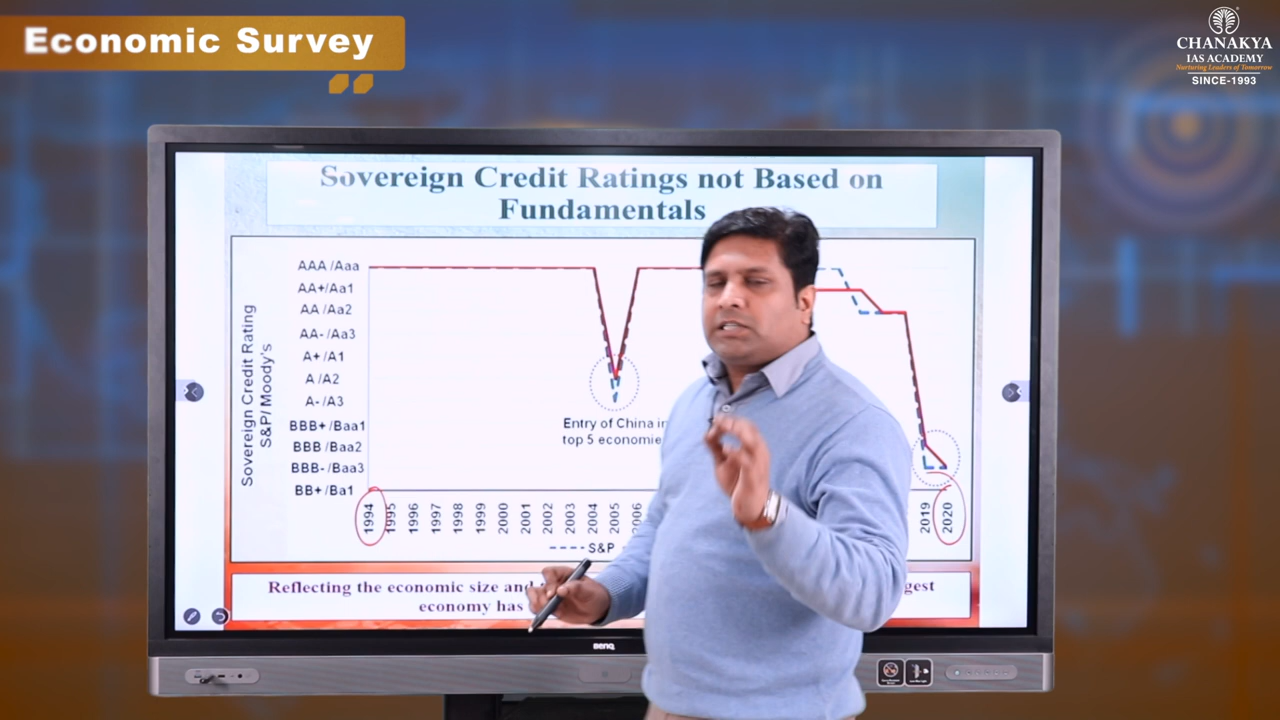 Economic Survey
CHANAKYA
IAS ACADEMY
Nurturing Leaders of Tomorrow
SINCE-1993
Sovereign Credit Ratings not Based on
Fundamentals
Sovereign Credit Rating
S&P/ Moody's
AAA /Aaa
AA+/Aa1
AA /Aa2
AA- /Aa3
A+ /A1
A /A2
A- /A3
BBB+ /Baa1
BBB /Baa2
BBB- /Baa3
BB+ /Ba1
Entry of China in
top 5 economie
1994 1995 1996 1997 1998 1999 2000 2001 2002 2003 2004 2005 2006 2019 2020
S&P
Reflecting the economic size and gest
economy has
BenQ